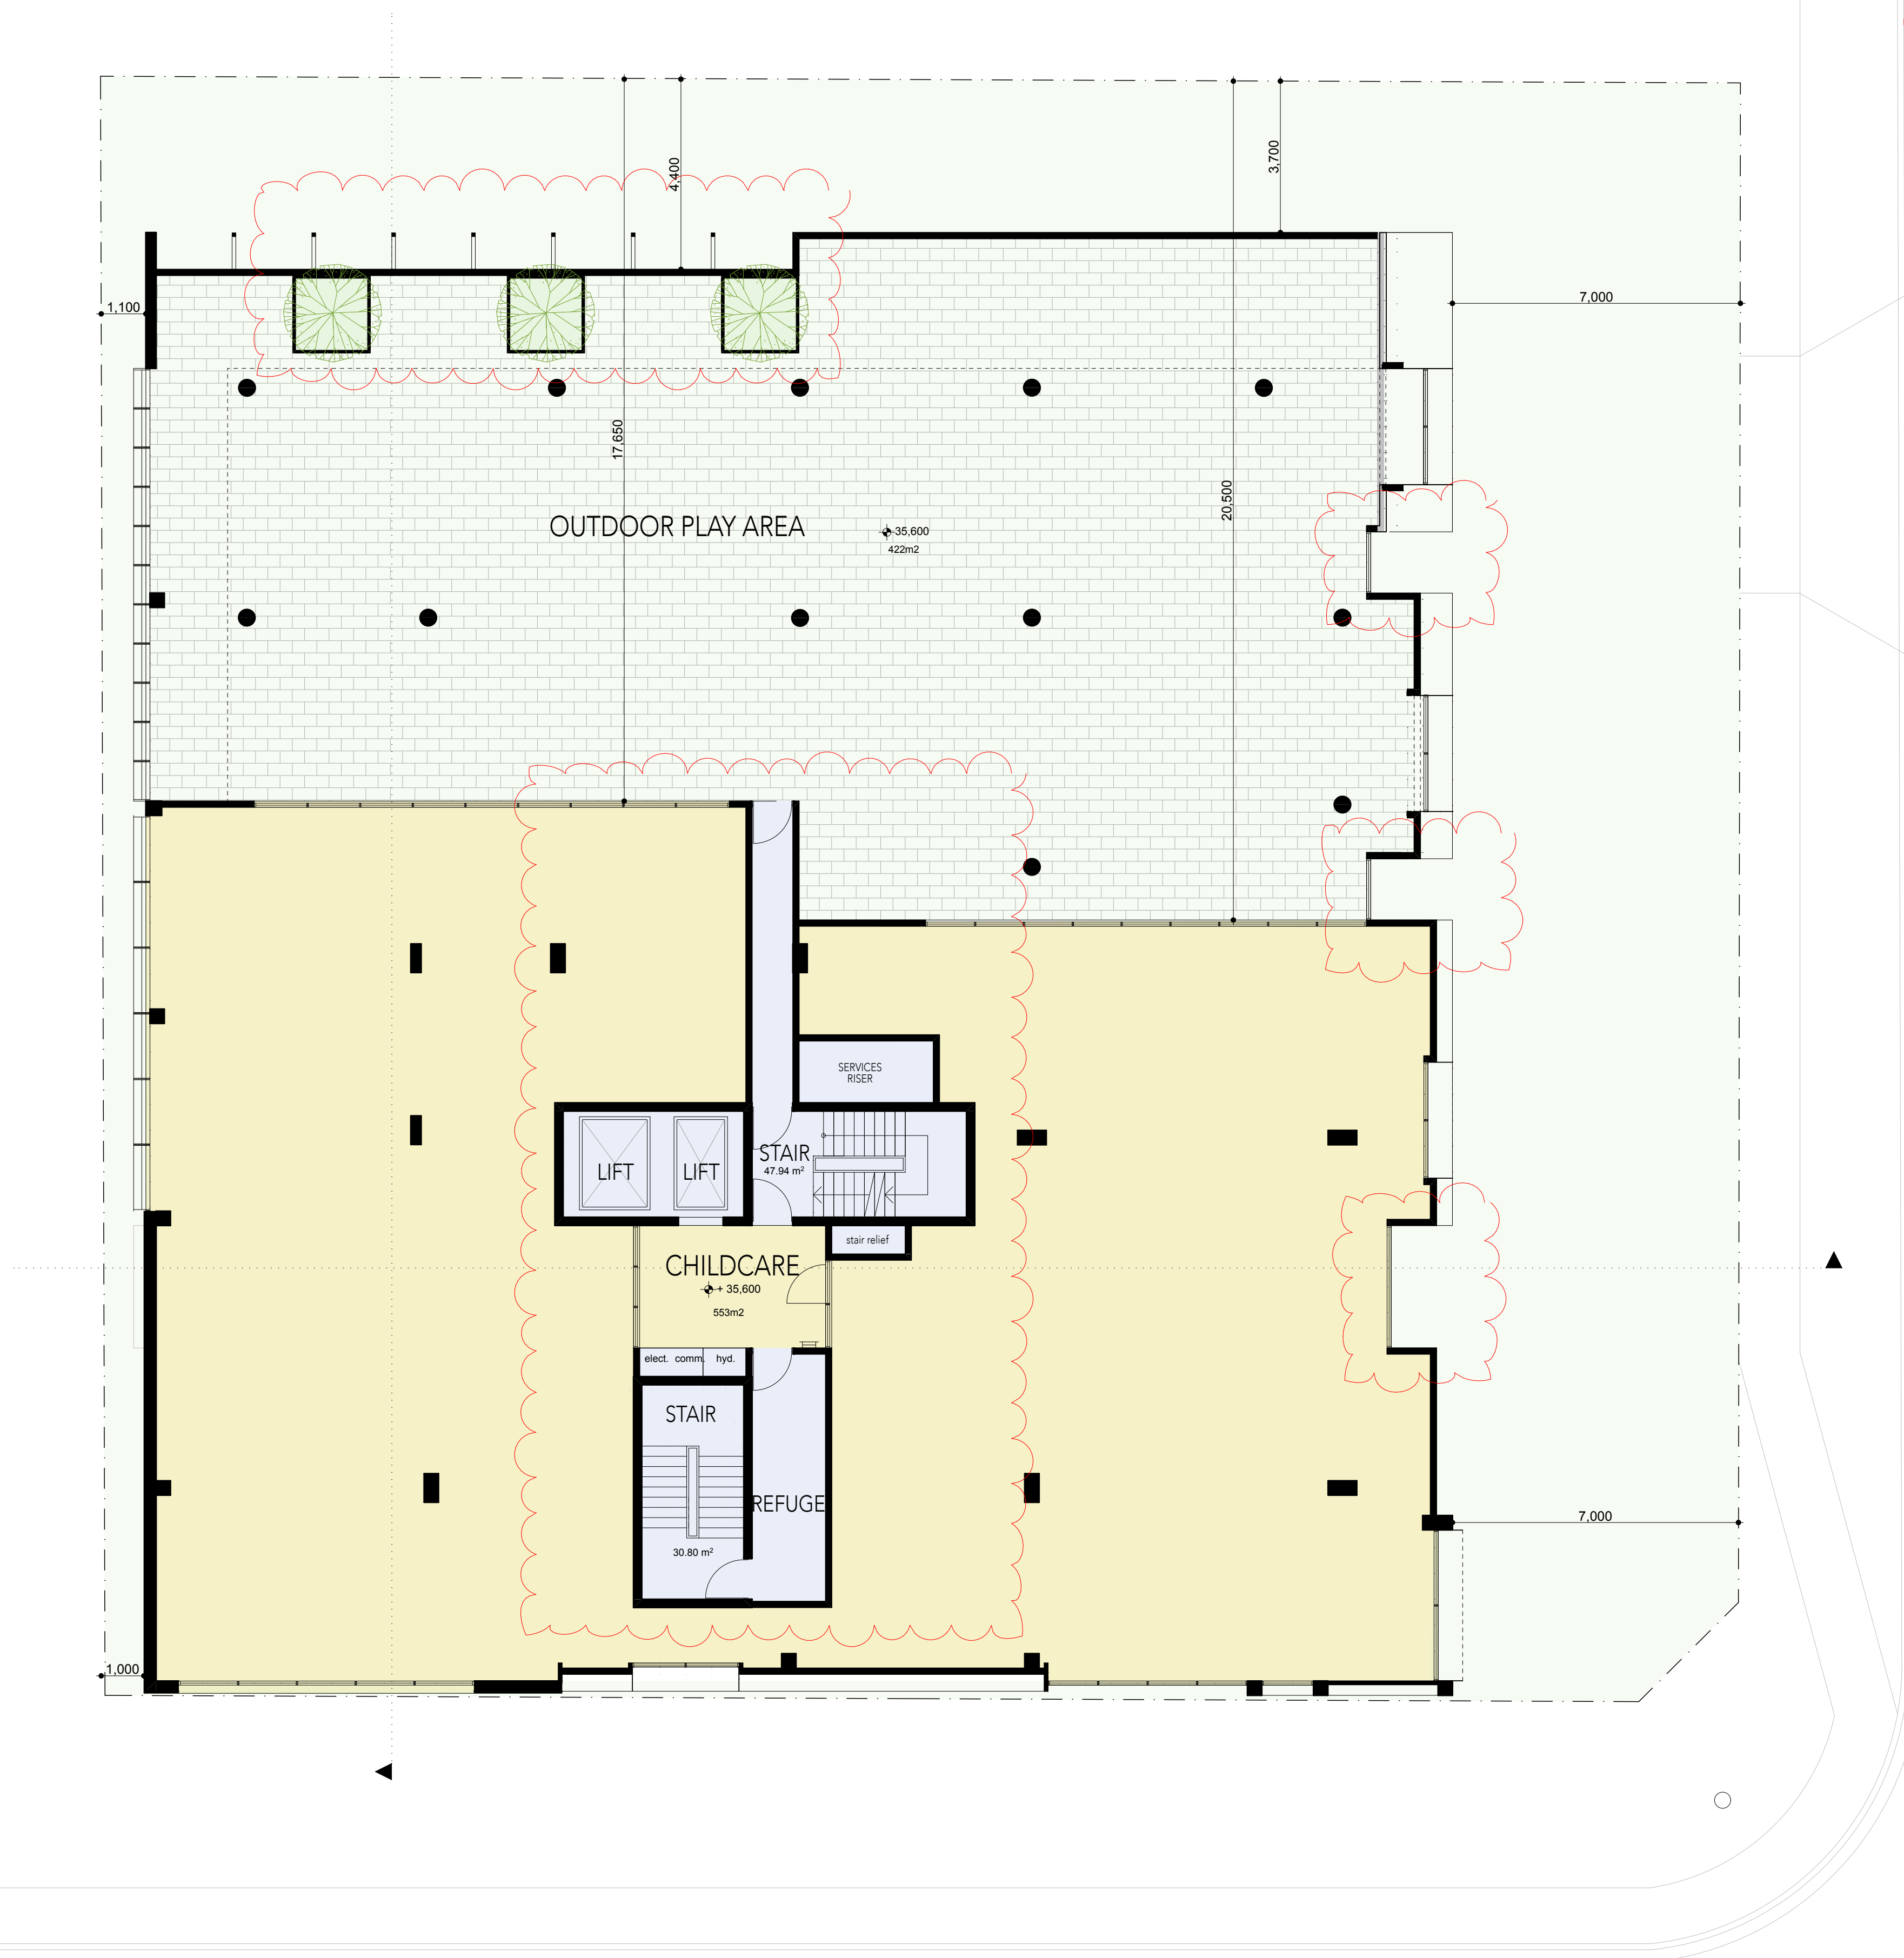 4,400
3,700
1,100
7,000
17,650
20,500
OUTDOOR PLAY AREA
35,600
422m2
SERVICES
RISER
STAIR
47.94 m²
LIFT
LIFT
stair relief
CHILDCARE
+ 35,600
553m2
elect. comm. hyd.
STAIR
REFUGE
30.80 m²
7,000
1,000